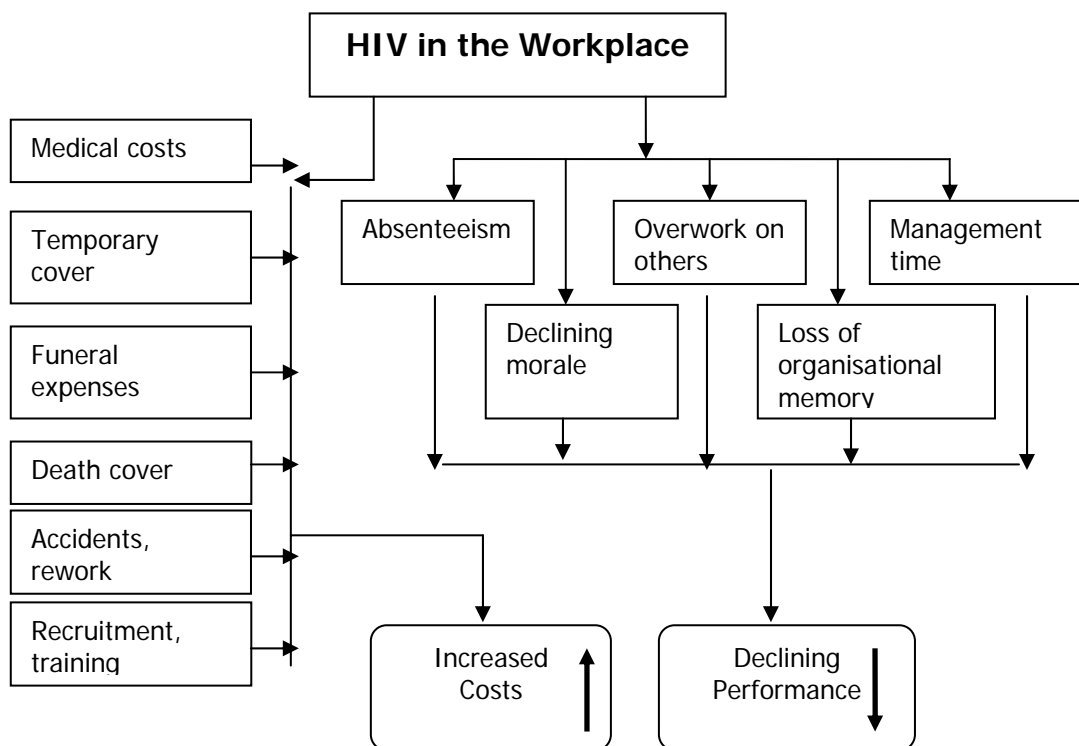 HIV in the Workplace
Medical costs
Temporary
cover
Funeral
expenses
Death cover
Accidents,
rework
Recruitment,
training
Absenteeism
Overwork on
others
Management
time
Declining
morale
Loss of
organisational
memory
Increased
Costs
Declining
Performance